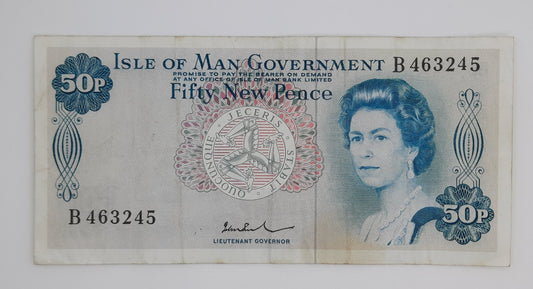 ISLE OF MAN GOVERNMENT B 463245
PROMISE TO PAY THE BEARER ON DEMAND
AT ANY OFFICE OF ISLE OF MAN BANK LIMITED
50P
Fifty New Pence
QUOCUNQUE JECERIS STABIT
B 463245
50P
LIEUTENANT GOVERNOR